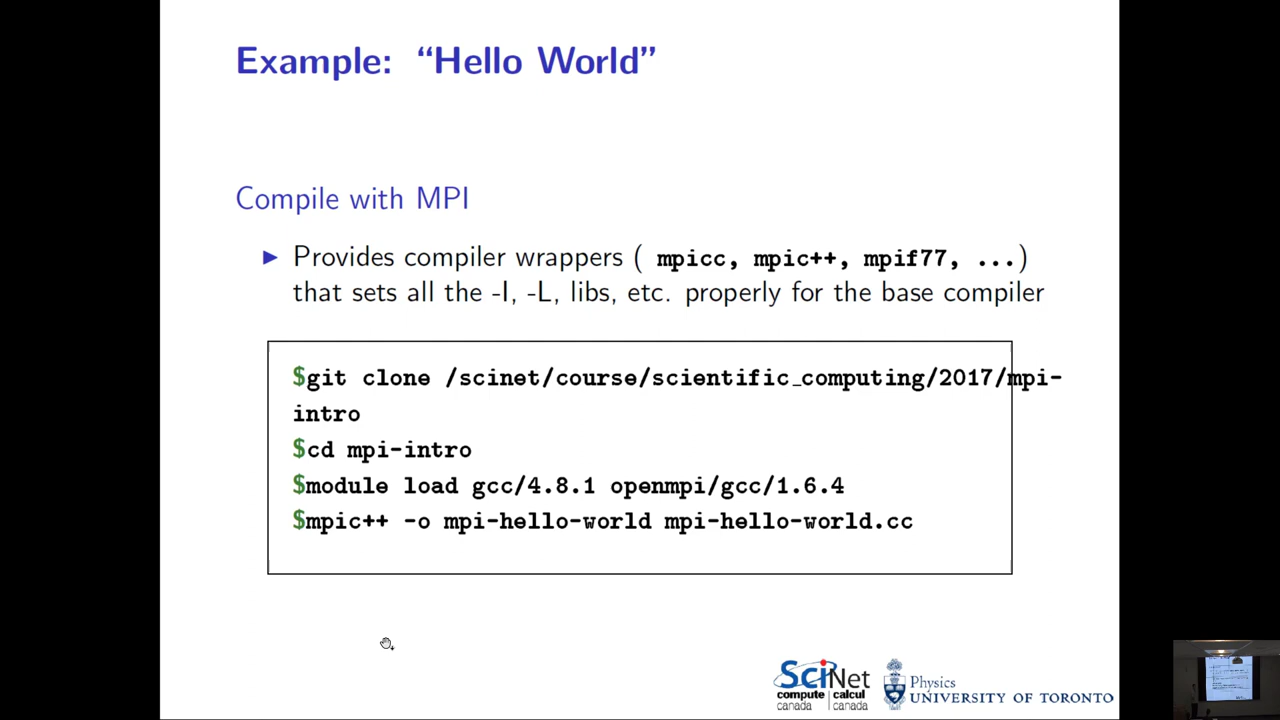 Example: “Hello World”
Compile with MPI
▶ Provides compiler wrappers ( mpicc, mpic++, mpif77, ...)
that sets all the -I, -L, libs, etc. properly for the base compiler
$git clone /scinet/course/scientific_computing/2017/mpi-
intro
$cd mpi-intro
$module load gcc/4.8.1 openmpi/gcc/1.6.4
$mpic++ -o mpi-hello-world mpi-hello-world.cc
SciNet
compute | calcul
canada | canada
Physics
UNIVERSITY OF TORONTO